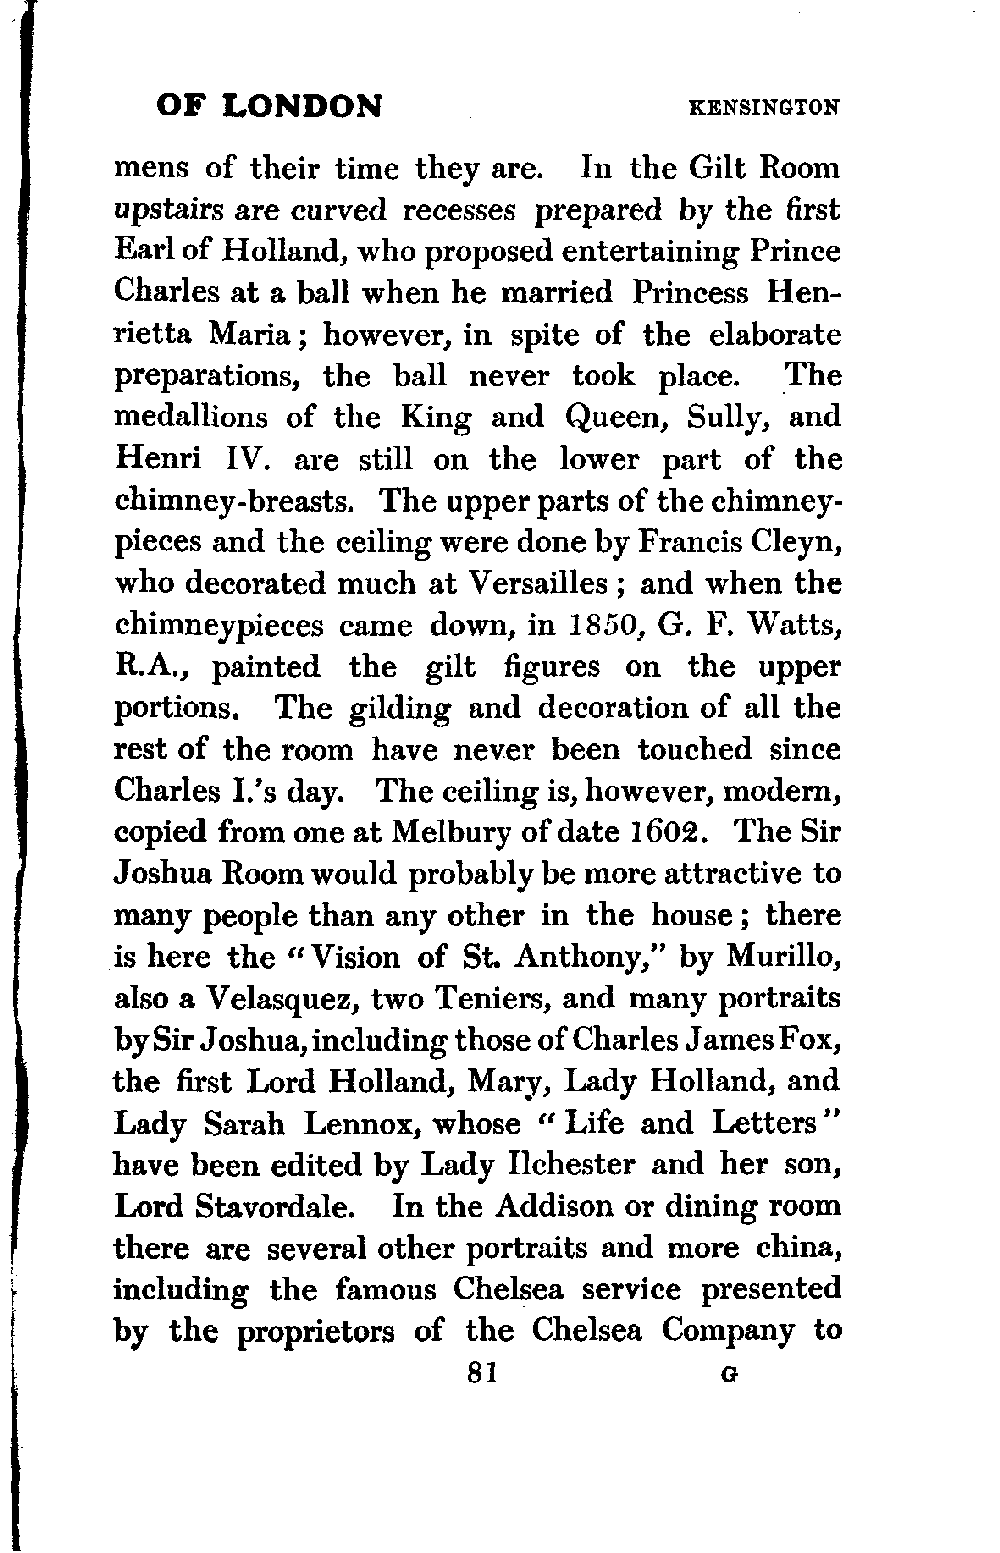 OF LONDON KENSINGTON
mens of their time they are. In the Gilt Room
upstairs are curved recesses prepared by the first
Earl of Holland, who proposed entertaining Prince
Charles at a ball when he married Princess Hen-
rietta Maria; however, in spite of the elaborate
preparations, the ball never took place. The
medallions of the King and Queen, Sully, and
Henri IV. are still on the lower part of the
chimney-breasts. The upper parts of the chimney-
pieces and the ceiling were done by Francis Cleyn,
who decorated much at Versailles; and when the
chimneypieces came down, in 1850, G. F. Watts,
R.A., painted the gilt figures on the upper
portions. The gilding and decoration of all the
rest of the room have never been touched since
Charles I.'s day. The ceiling is, however, modern,
copied from one at Melbury of date 1602. The Sir
Joshua Room would probably be more attractive to
many people than any other in the house; there
is here the "Vision of St. Anthony," by Murillo,
also a Velasquez, two Teniers, and many portraits
by Sir Joshua, including those of Charles James Fox,
the first Lord Holland, Mary, Lady Holland, and
Lady Sarah Lennox, whose "Life and Letters"
have been edited by Lady Ilchester and her son,
Lord Stavordale. In the Addison or dining room
there are several other portraits and more china,
including the famous Chelsea service presented
by the proprietors of the Chelsea Company to
81 G